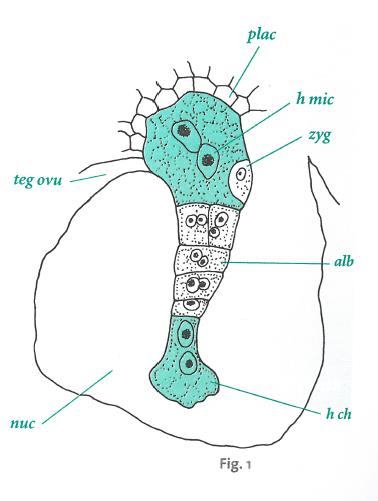 plac
h mic
zyg
teg ovu
alb
nuc
h ch
Fig. 1